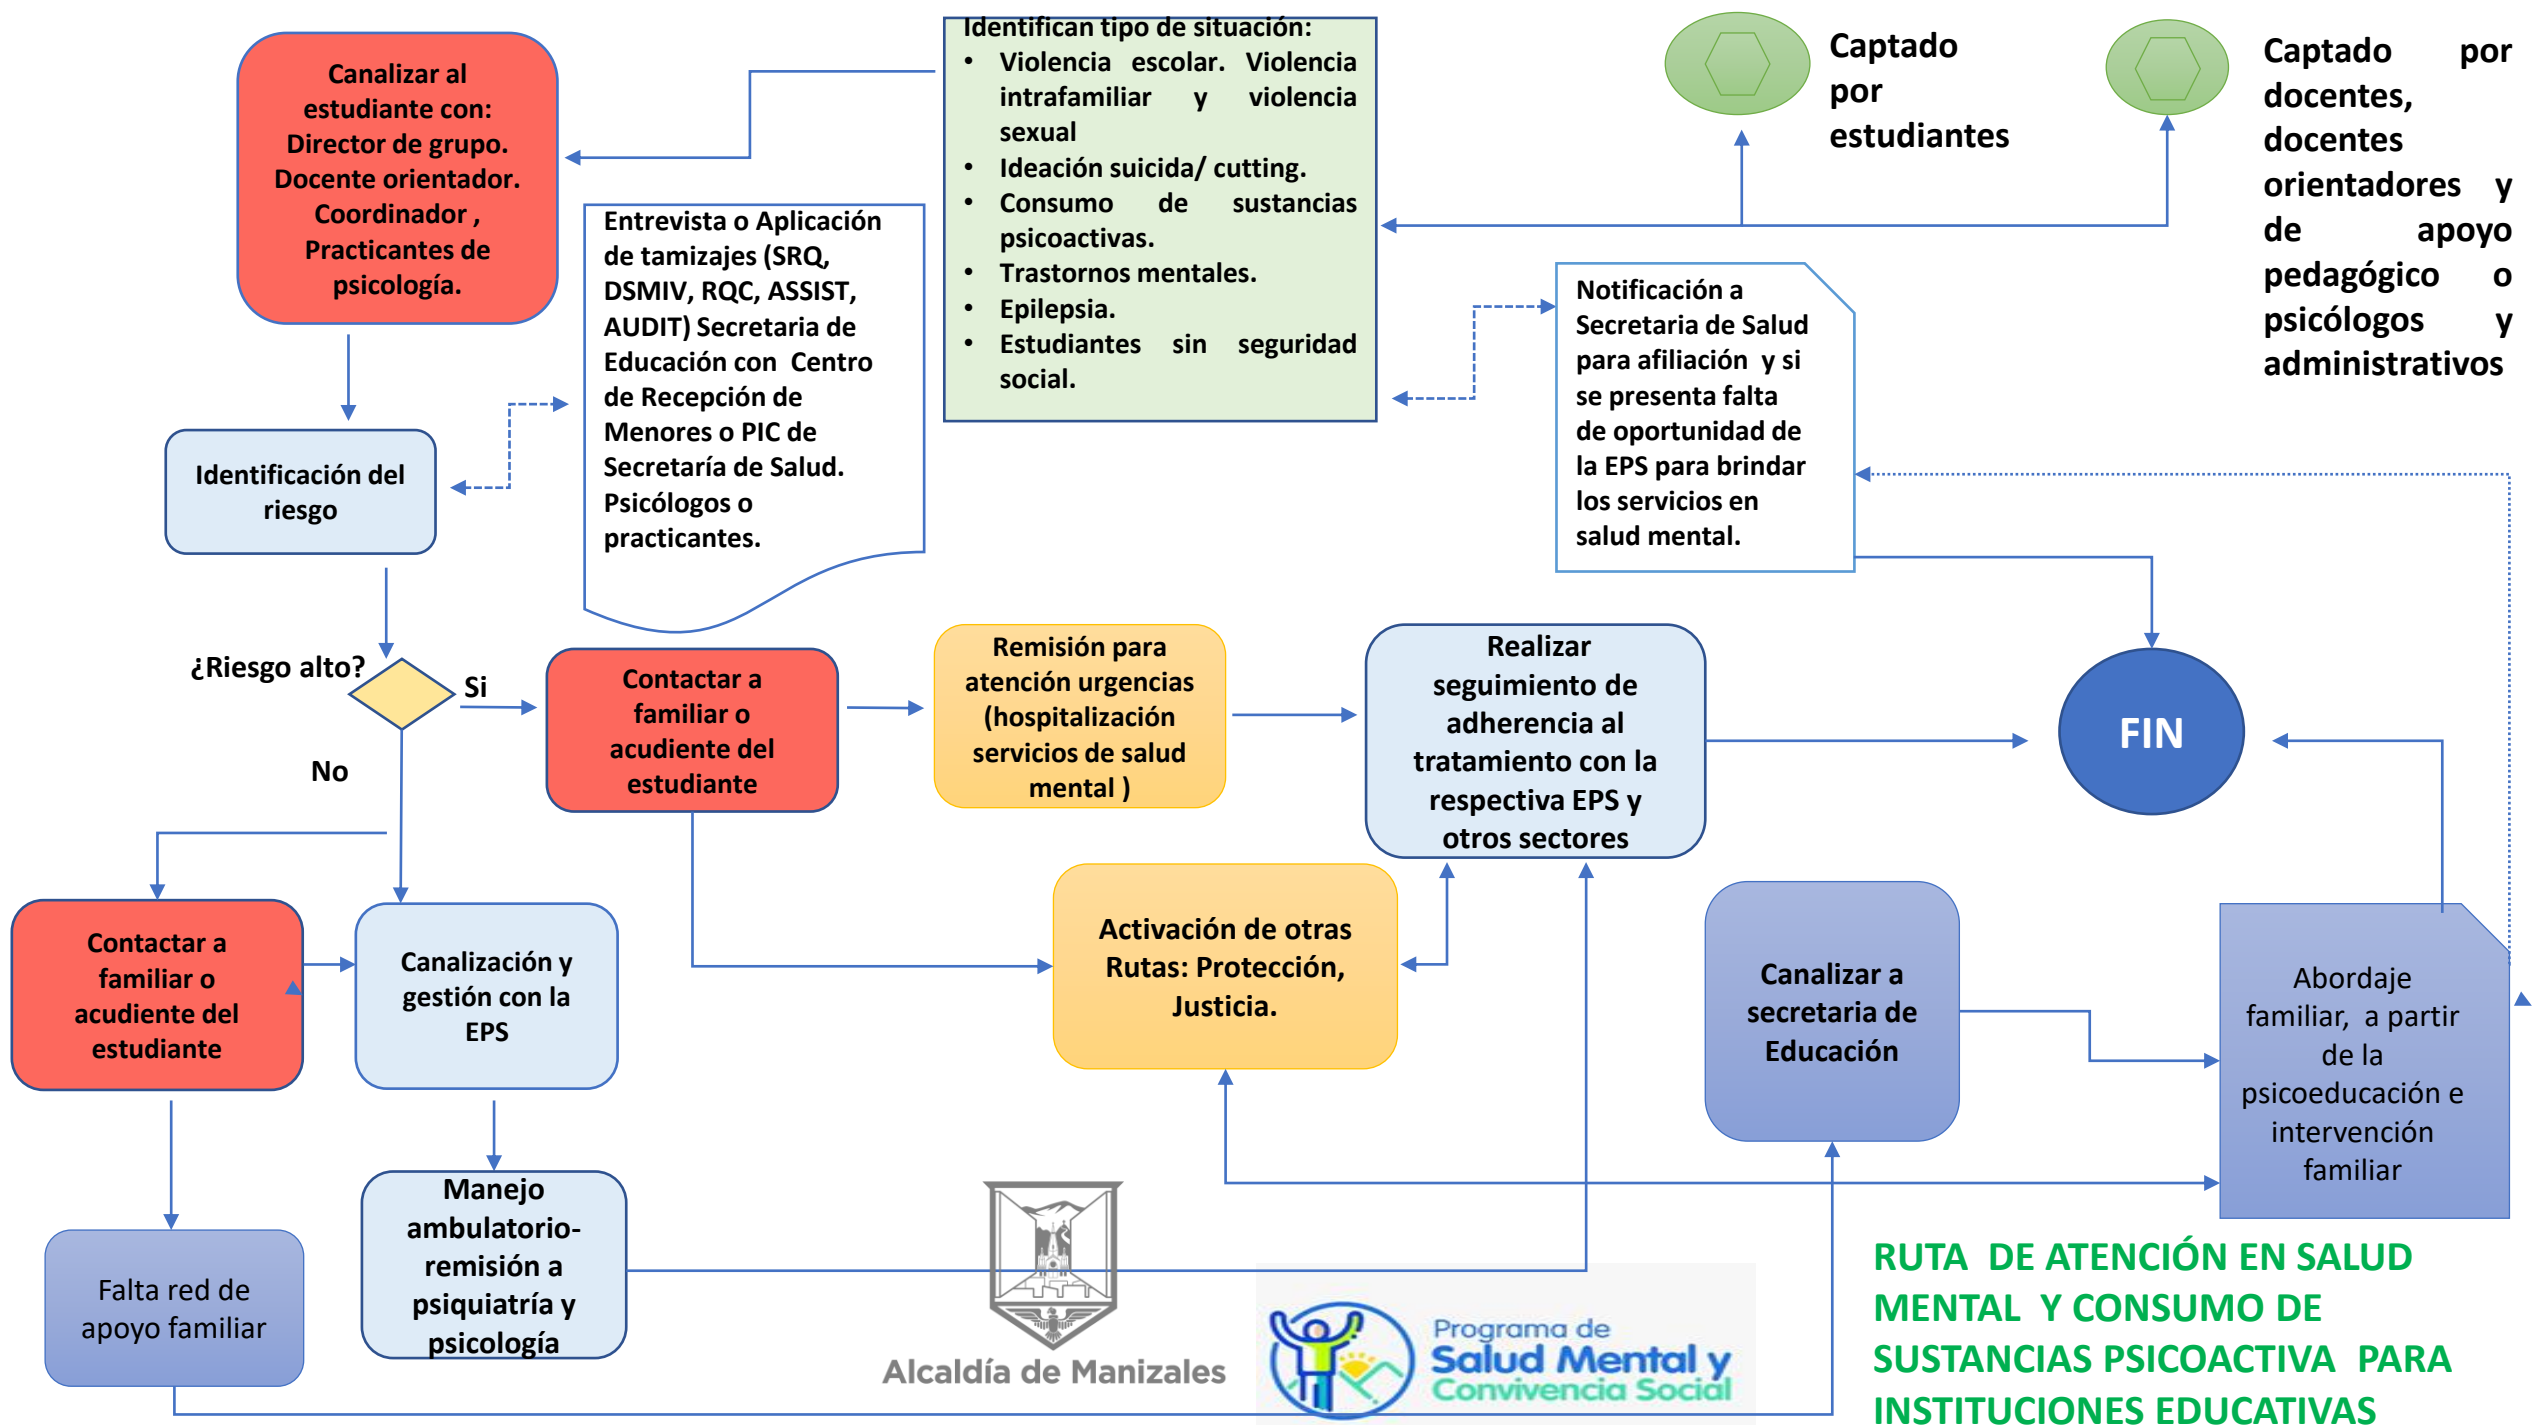 Canalizar al
estudiante con:
Director de grupo.
Docente orientador.
Coordinador ,
Practicantes de
psicología.
Identifican tipo de situación:
• Violencia escolar. Violencia
intrafamiliar y violencia
sexual
• Ideación suicida/ cutting.
• Consumo de sustancias
psicoactivas.
• Trastornos mentales.
• Epilepsia.
• Estudiantes sin seguridad
social.
Captado
por
estudiantes
Captado por
docentes,
docentes
orientadores y
de apoyo
pedagógico o
psicólogos y
administrativos
Entrevista o Aplicación
de tamizajes (SRQ,
DSMIV, RQC, ASSIST,
AUDIT) Secretaria de
Educación con Centro
de Recepción de
Menores o PIC de
Secretaría de Salud.
Psicólogos o
practicantes.
Notificación a
Secretaria de Salud
para afiliación y si
se presenta falta
de oportunidad de
la EPS para brindar
los servicios en
salud mental.
Identificación del
riesgo
¿Riesgo alto?
Si
No
Contactar a
familiar o
acudiente del
estudiante
Remisión para
atención urgencias
(hospitalización
servicios de salud
mental )
Realizar
seguimiento de
adherencia al
tratamiento con la
respectiva EPS y
otros sectores
FIN
Contactar a
familiar o
acudiente del
estudiante
Canalización y
gestión con la
EPS
Activación de otras
Rutas: Protección,
Justicia.
Canalizar a
secretaria de
Educación
Abordaje
familiar, a partir
de la
psicoeducación e
intervención
familiar
Falta red de
apoyo familiar
Manejo
ambulatorio-
remisión a
psiquiatría y
psicología
Alcaldía de Manizales
Programa de
Salud Mental y
Convivencia Social
RUTA DE ATENCIÓN EN SALUD
MENTAL Y CONSUMO DE
SUSTANCIAS PSICOACTIVA PARA
INSTITUCIONES EDUCATIVAS